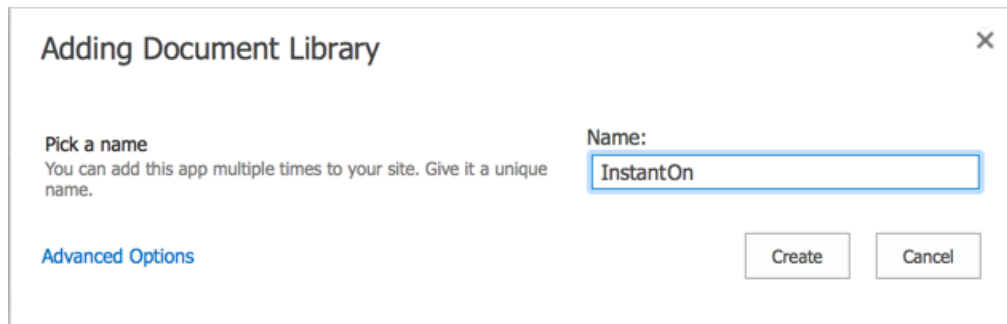 Adding Document Library
Pick a name
You can add this app multiple times to your site. Give it a unique
name.
Name:
InstantOn
Advanced Options
Create
Cancel